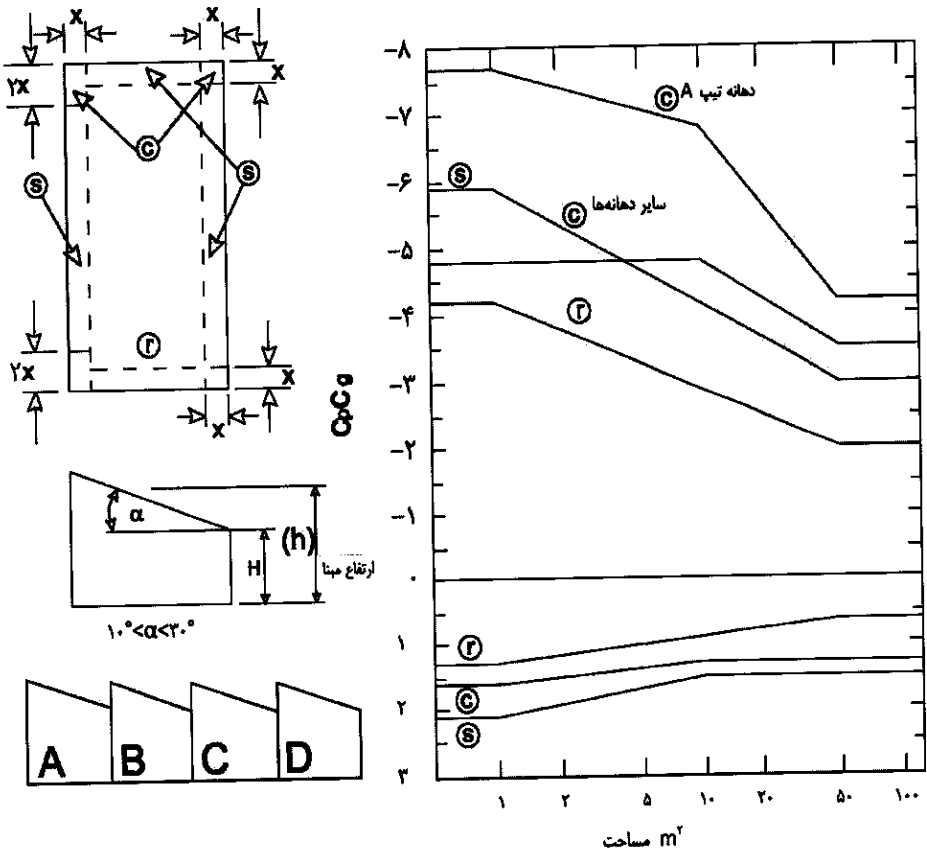 x
x
۲x
x
c
s
s
r
۲x
x
x
α
H
(h)
ارتفاع مبنا
۱۰°<α<۳۰°
A
B
C
D
CpCg
-۸
-۷
-۶
-۵
-۴
-۳
-۲
-۱
۰
۱
۲
۳
c دهانه تیپ A
s
c سایر دهانه‌ها
r
r
c
s
۱
۲
۵
۱۰
۲۰
۵۰
۱۰۰
مساحت m۲